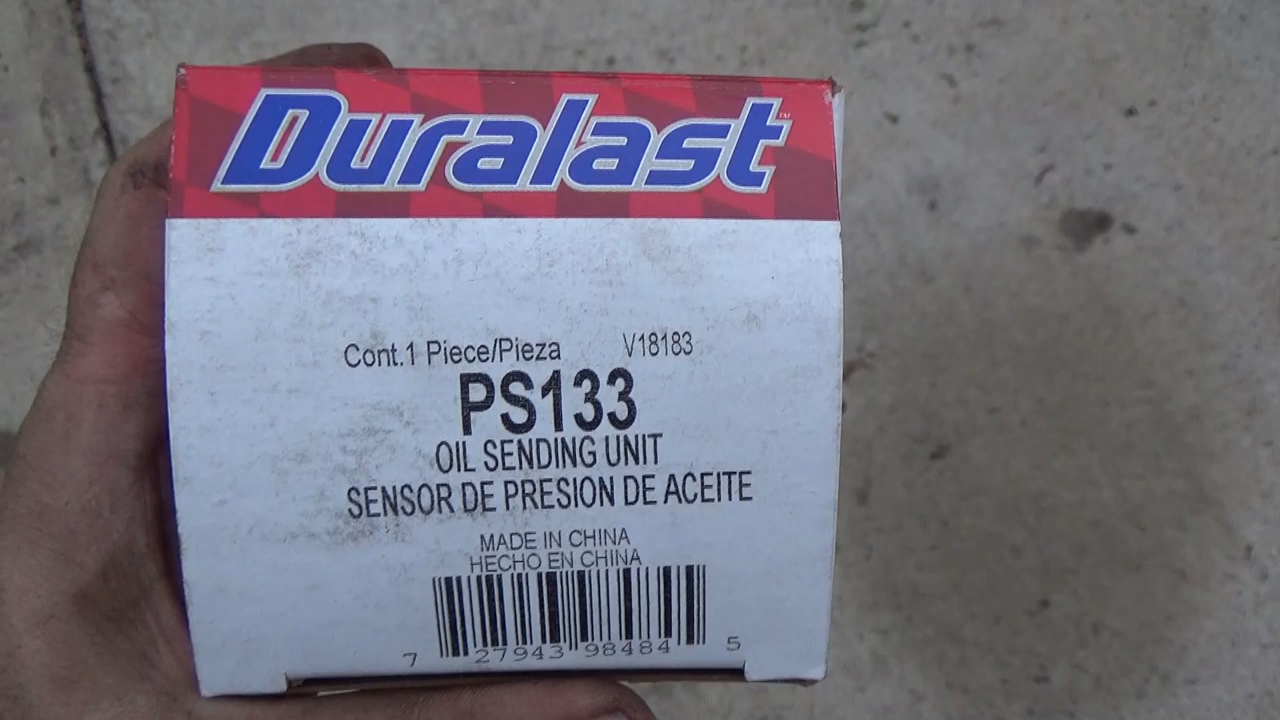 Duralast™
Cont.1 Piece/Pieza V18183
PS133
OIL SENDING UNIT
SENSOR DE PRESION DE ACEITE
MADE IN CHINA
HECHO EN CHINA
7 27943 98484 5